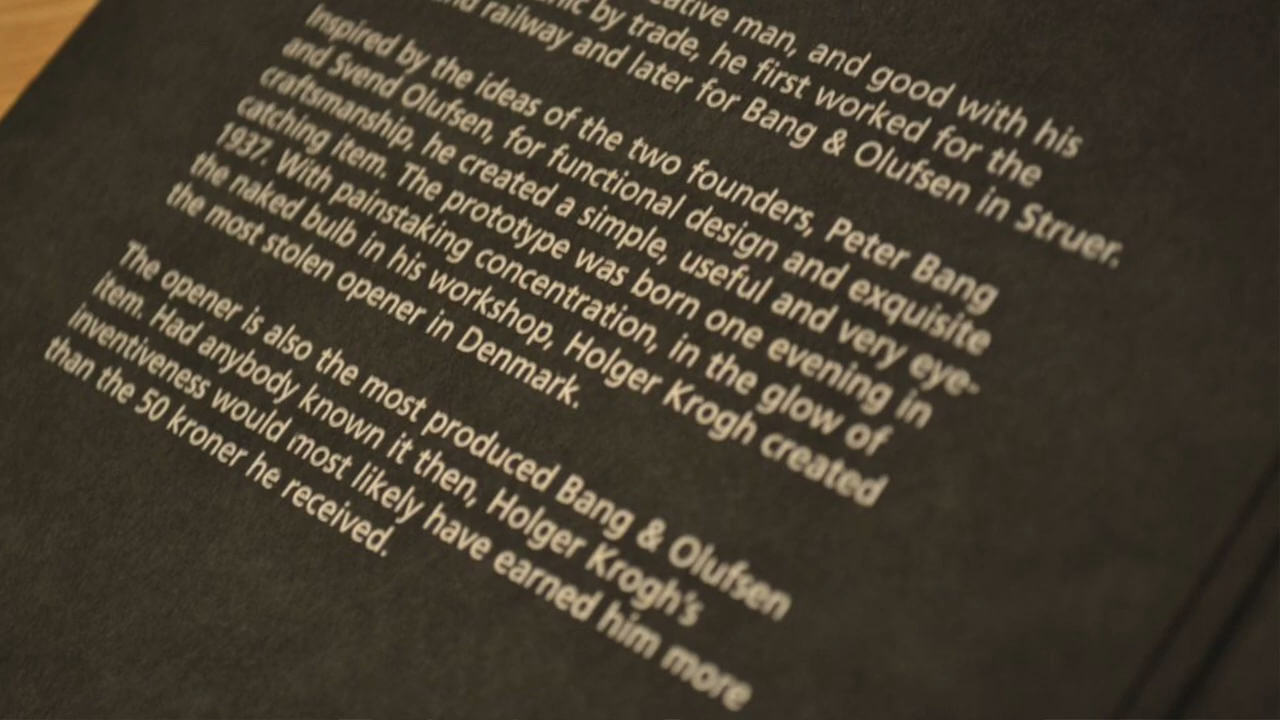 man, and good with his
by trade, he first worked for the
railway and later for Bang & Olufsen in Struer.
Inspired by the ideas of the two founders, Peter Bang
and Svend Olufsen, for functional design and exquisite
craftsmanship, he created a simple, useful and very eye-
catching item. The prototype was born one evening in
1937. With painstaking concentration, in the glow of
the naked bulb in his workshop, Holger Krogh created
the most stolen opener in Denmark.
The opener is also the most produced Bang & Olufsen
item. Had anybody known it then, Holger Krogh's
inventiveness would most likely have earned him more
than the 50 kroner he received.